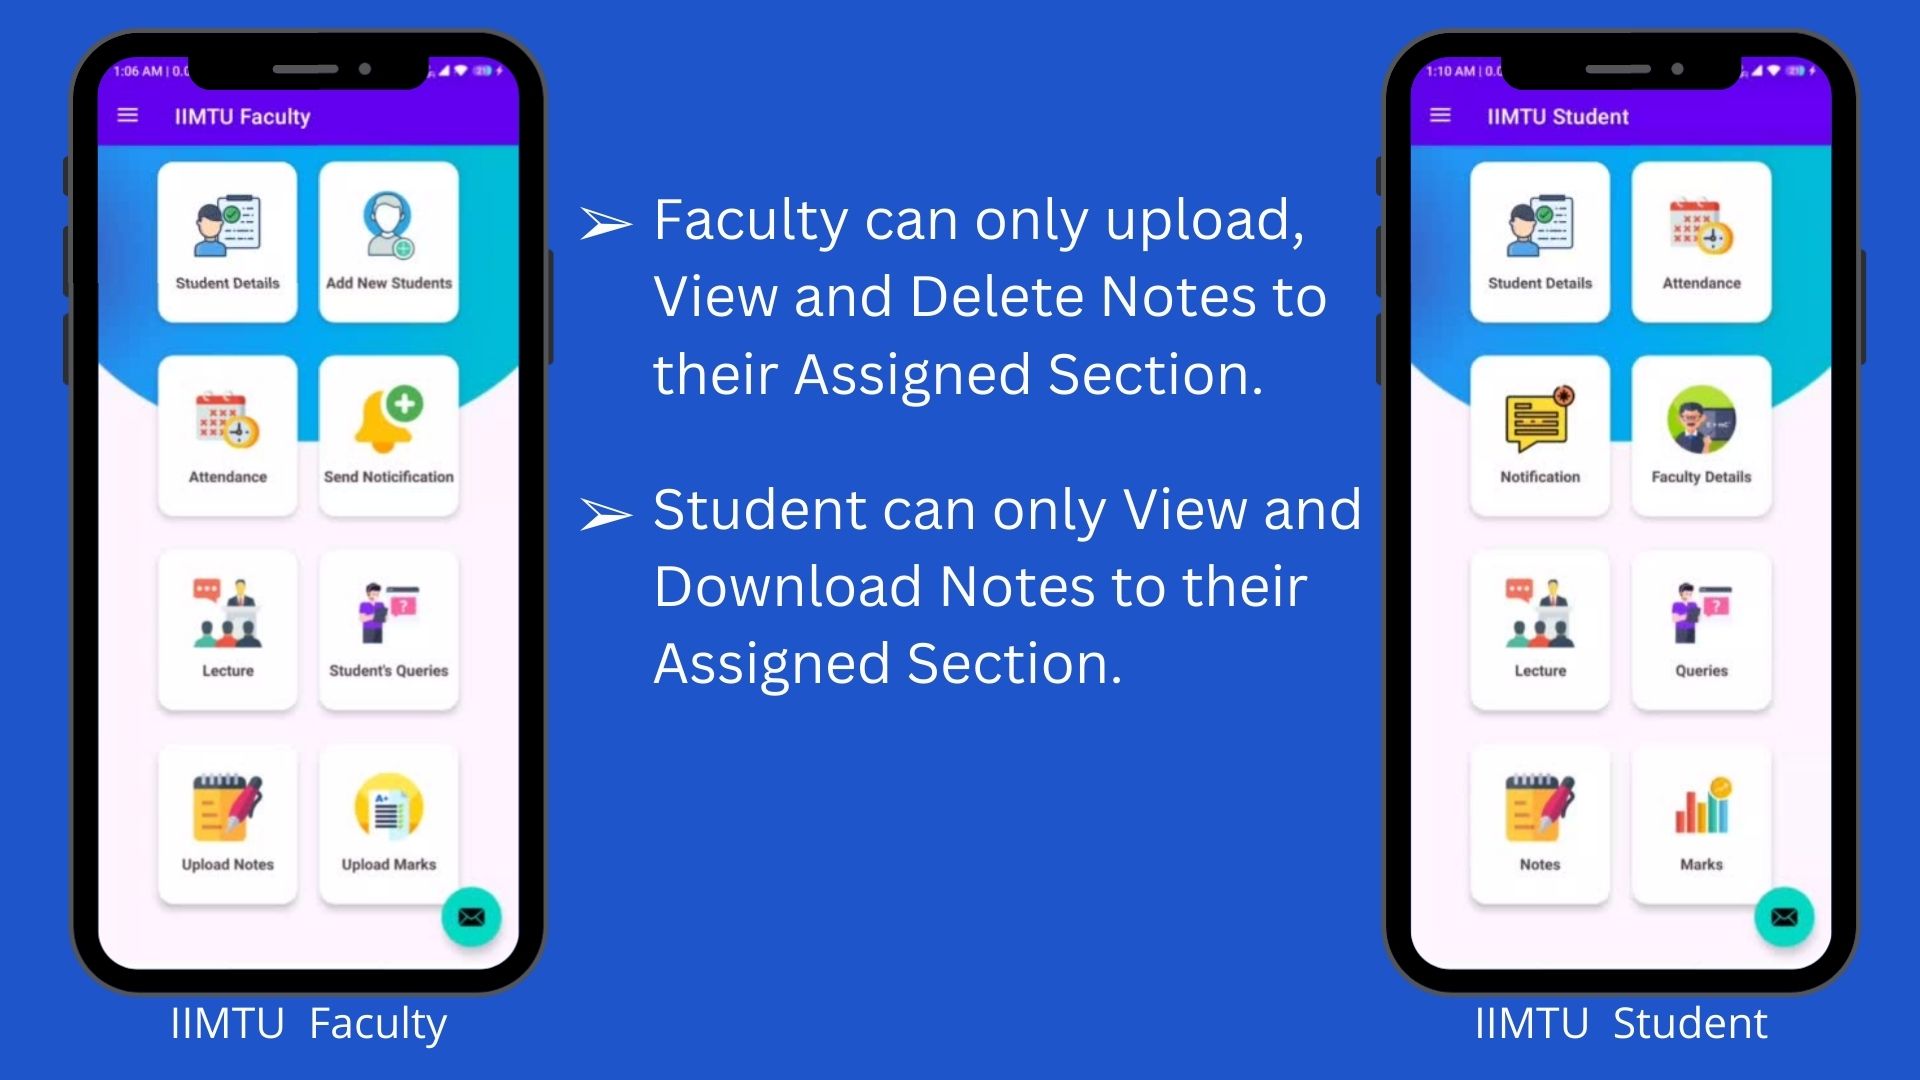 1:06 AM | 0.0
IIMTU Faculty
Student Details
Add New Students
Attendance
Send Noticification
Lecture
Student's Queries
Upload Notes
Upload Marks
IIMTU Faculty
➢ Faculty can only upload,
View and Delete Notes to
their Assigned Section.
➢ Student can only View and
Download Notes to their
Assigned Section.
1:10 AM | 0.0
IIMTU Student
Student Details
Attendance
Notification
Faculty Details
Lecture
Queries
Notes
Marks
IIMTU Student